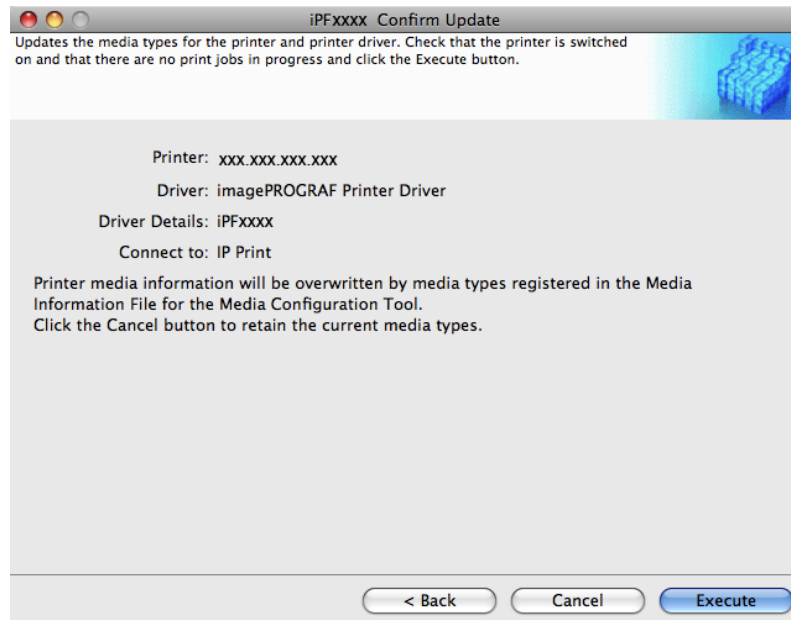 iPFxxxx Confirm Update
Updates the media types for the printer and printer driver. Check that the printer is switched
on and that there are no print jobs in progress and click the Execute button.
Printer: xxx.xxx.xxx.xxx
Driver: imagePROGRAF Printer Driver
Driver Details: iPFxxxx
Connect to: IP Print
Printer media information will be overwritten by media types registered in the Media
Information File for the Media Configuration Tool.
Click the Cancel button to retain the current media types.
< Back Cancel Execute